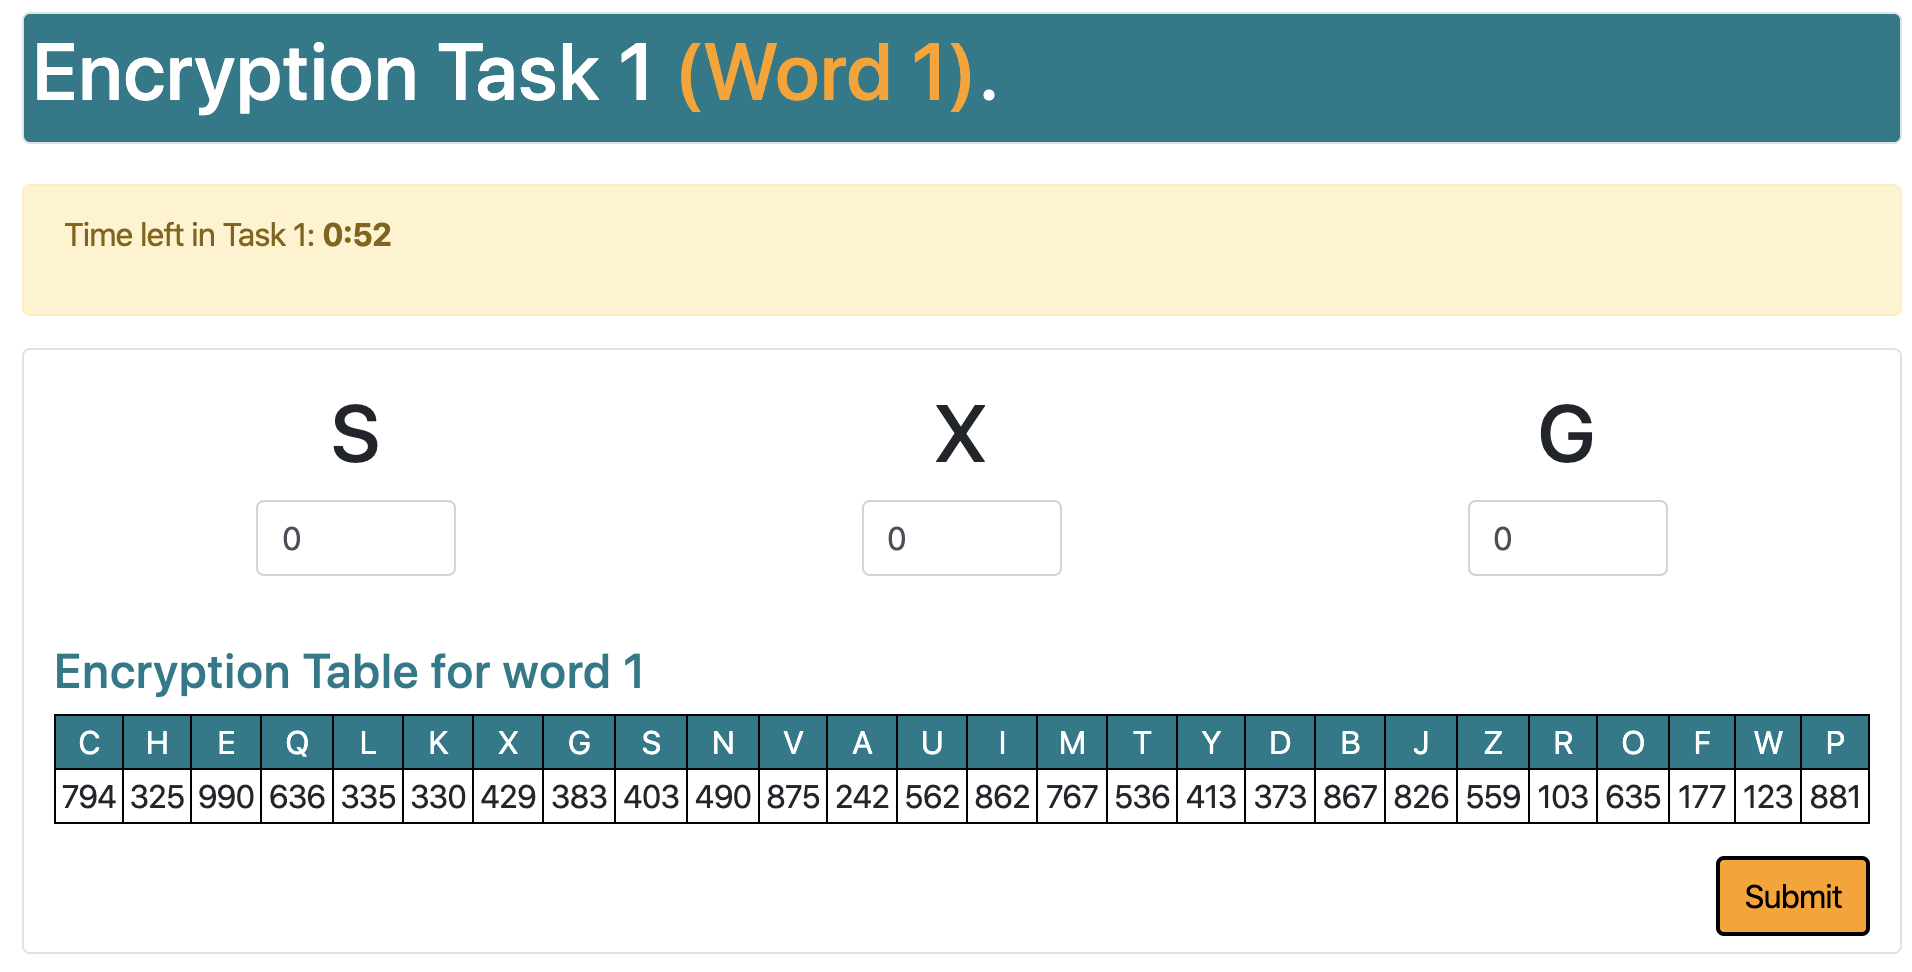 Encryption Task 1 (Word 1).
Time left in Task 1: 0:52
S X G
0 0 0
Encryption Table for word 1
C H E Q L K X G S N V A U I M T Y D B J Z R O F W P
794 325 990 636 335 330 429 383 403 490 875 242 562 862 767 536 413 373 867 826 559 103 635 177 123 881
Submit